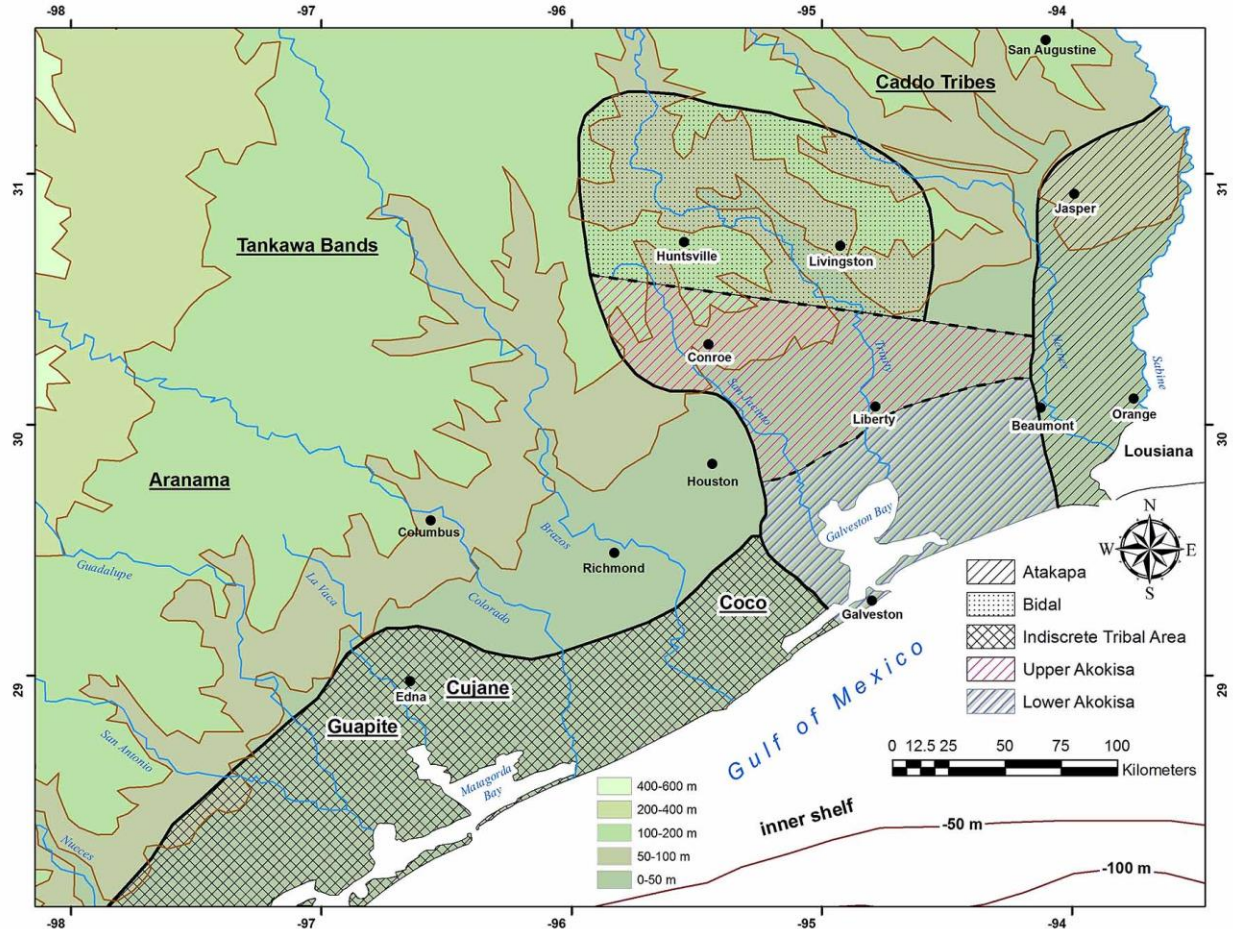 -98
-97
-96
-95
-94
San Augustine
Caddo Tribes
31
31
Jasper
Tankawa Bands
Huntsville
Livingston
Conroe
Trinity
Neches
Sabine
San Jacinto
Liberty
Beaumont
Orange
30
30
Lousiana
Aranama
Houston
Columbus
Brazos
Galveston Bay
Richmond
Guadalupe
La Vaca
Colorado
Coco
Galveston
N
W
E
S
Atakapa
Bidal
Indiscrete Tribal Area
Upper Akokisa
Lower Akokisa
29
29
Edna
Cujane
Guapite
San Antonio
Matagorda
Bay
Gulf of Mexico
0 12.5 25 50 75 100
Kilometers
400-600 m
200-400 m
100-200 m
50-100 m
0-50 m
inner shelf
-50 m
-100 m
Nucces
-98
-97
-96
-95
-94